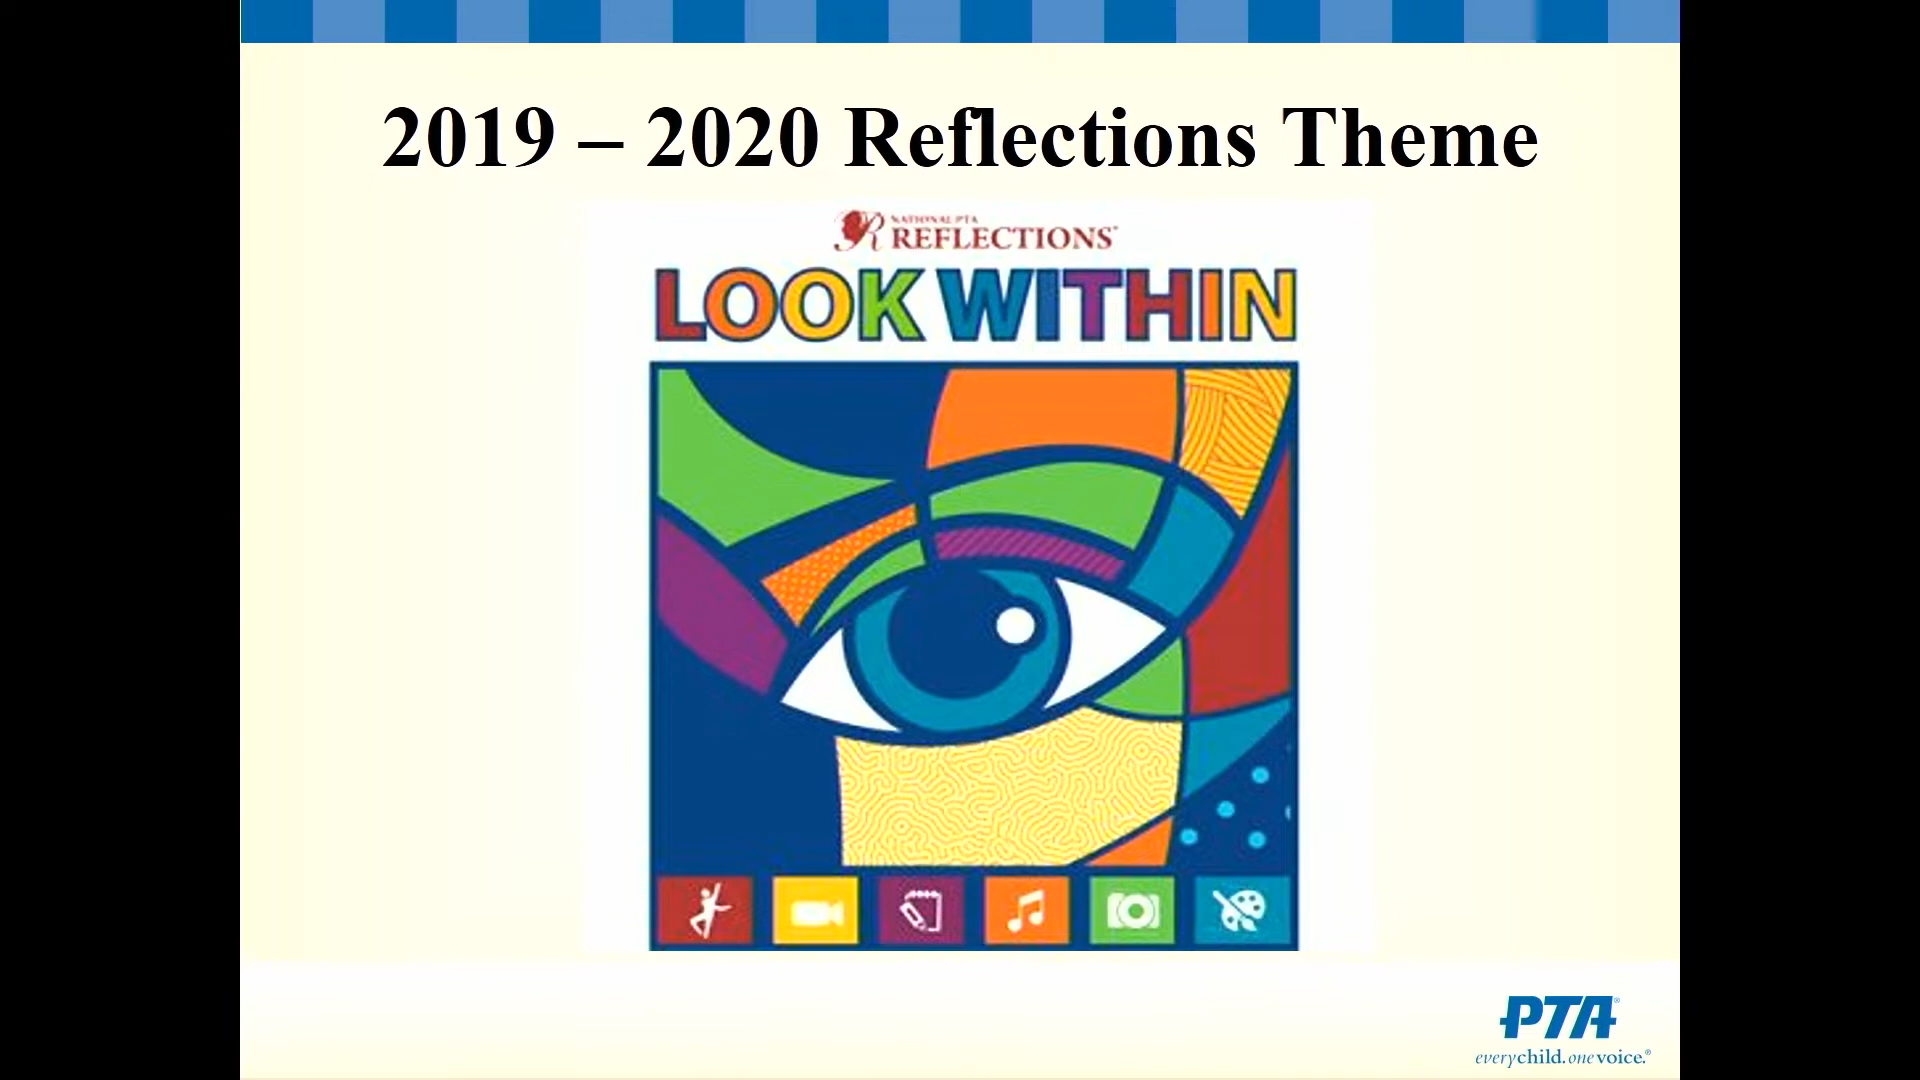 2019 – 2020 Reflections Theme
NATIONAL PTA
REFLECTIONS
LOOK WITHIN
PTA®
everychild.onevoice.®